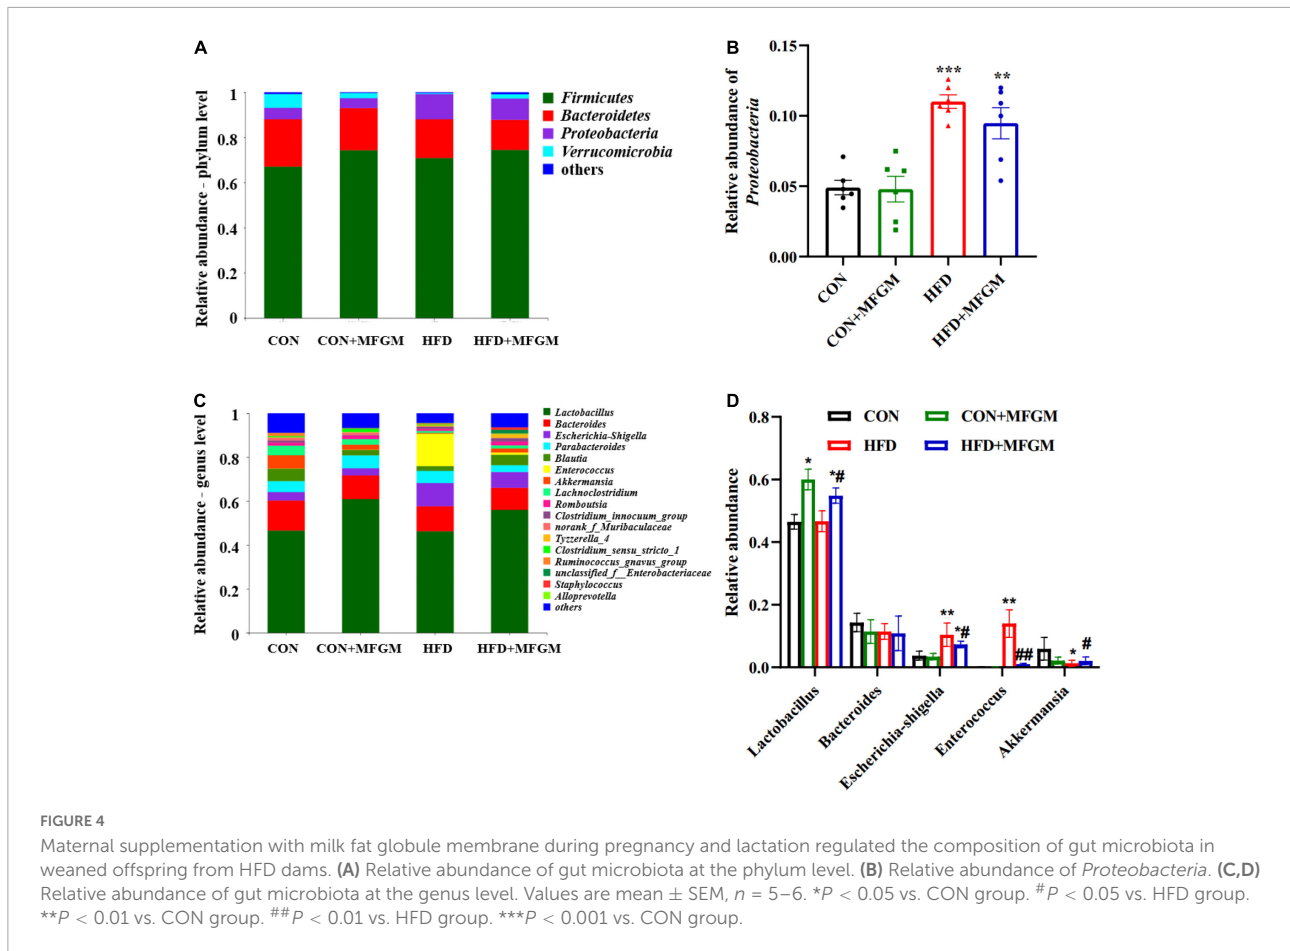 A
Relative abundance - phylum level
1
0.8
0.6
0.4
0.2
0
CON
CON+MFGM
HFD
HFD+MFGM
Firmicutes
Bacteroidetes
Proteobacteria
Verrucomicrobia
others
B
Relative abundance of
Proteobacteria
0.15
0.10
0.05
0.00
***
**
CON
CON+MFGM
HFD
HFD+MFGM
C
Relative abundance - genus level
1
0.8
0.6
0.4
0.2
0
CON
CON+MFGM
HFD
HFD+MFGM
Lactobacillus
Bacteroides
Escherichia-Shigella
Parabacteroides
Blautia
Enterococcus
Akkermansia
Lachnoclostridium
Romboutsia
Clostridium_innocuum_group
norank_f_Muribaculaceae
Tyzzerella_4
Clostridium_sensu_stricto_1
Ruminococcus_gnavus_group
unclassified_f__Enterobacteriaceae
Staphylococcus
Alloprevotella
others
D
CON
CON+MFGM
HFD
HFD+MFGM
Relative abundance
0.8
0.6
0.4
0.2
0.0
*
*#
**
*#
**
##
*
#
Lactobacillus
Bacteroides
Escherichia-shigella
Enterococcus
Akkermansia
FIGURE 4
Maternal supplementation with milk fat globule membrane during pregnancy and lactation regulated the composition of gut microbiota in
weaned offspring from HFD dams. (A) Relative abundance of gut microbiota at the phylum level. (B) Relative abundance of Proteobacteria. (C,D)
Relative abundance of gut microbiota at the genus level. Values are mean ± SEM, n = 5–6. *P < 0.05 vs. CON group. #P < 0.05 vs. HFD group.
**P < 0.01 vs. CON group. ##P < 0.01 vs. HFD group. ***P < 0.001 vs. CON group.